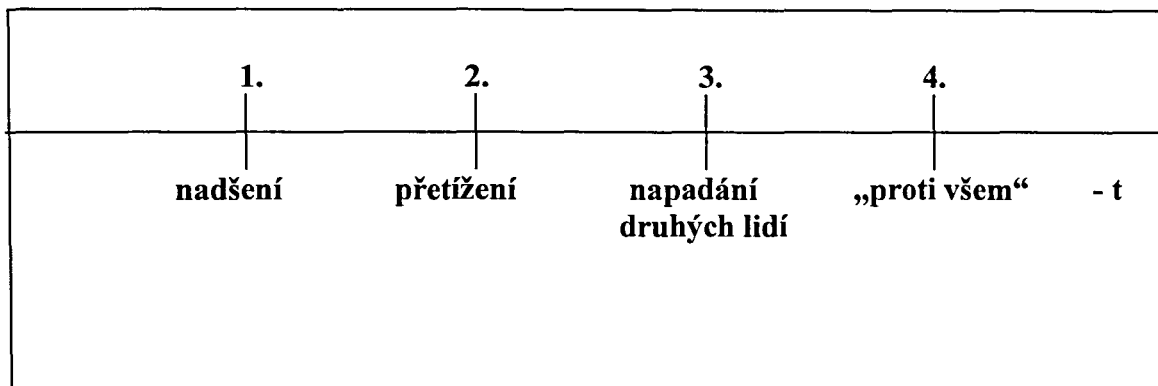 1. 2. 3. 4.
nadšení přetížení napadání „proti všem“ - t
druhých lidí